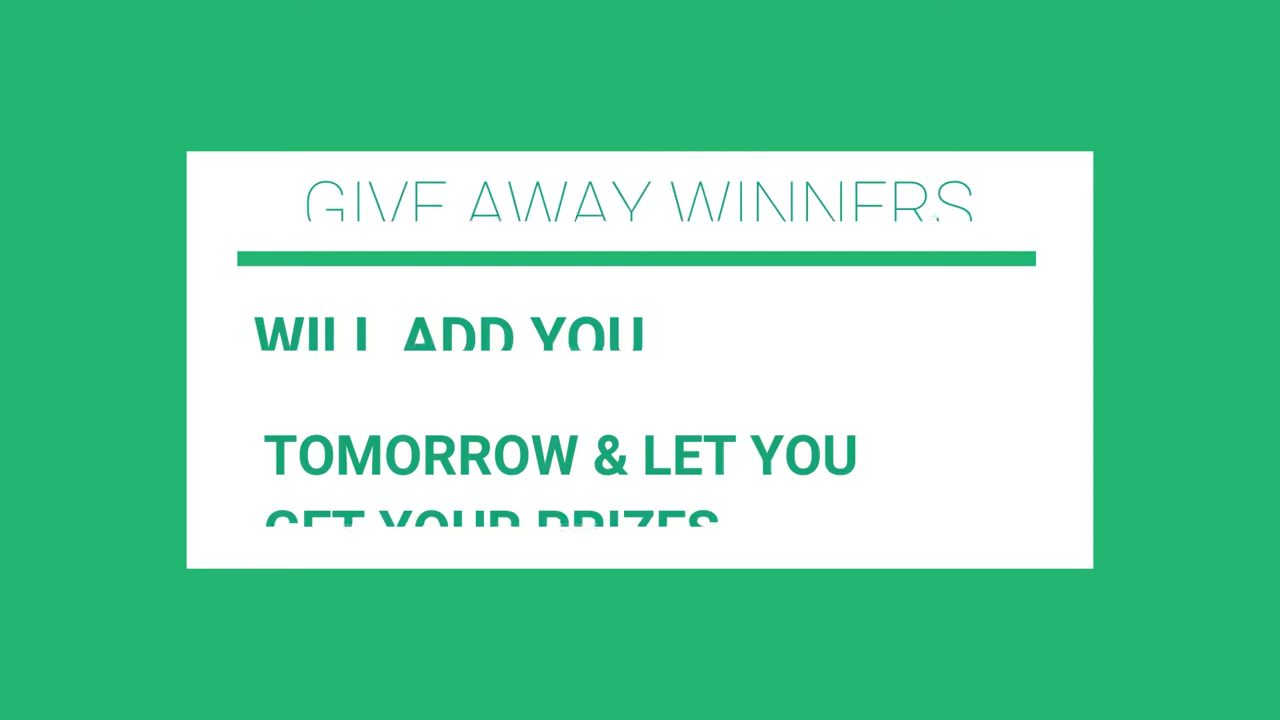 GIVE AWAY WINNERS
WILL ADD YOU
TOMORROW & LET YOU
GET YOUR PRIZES